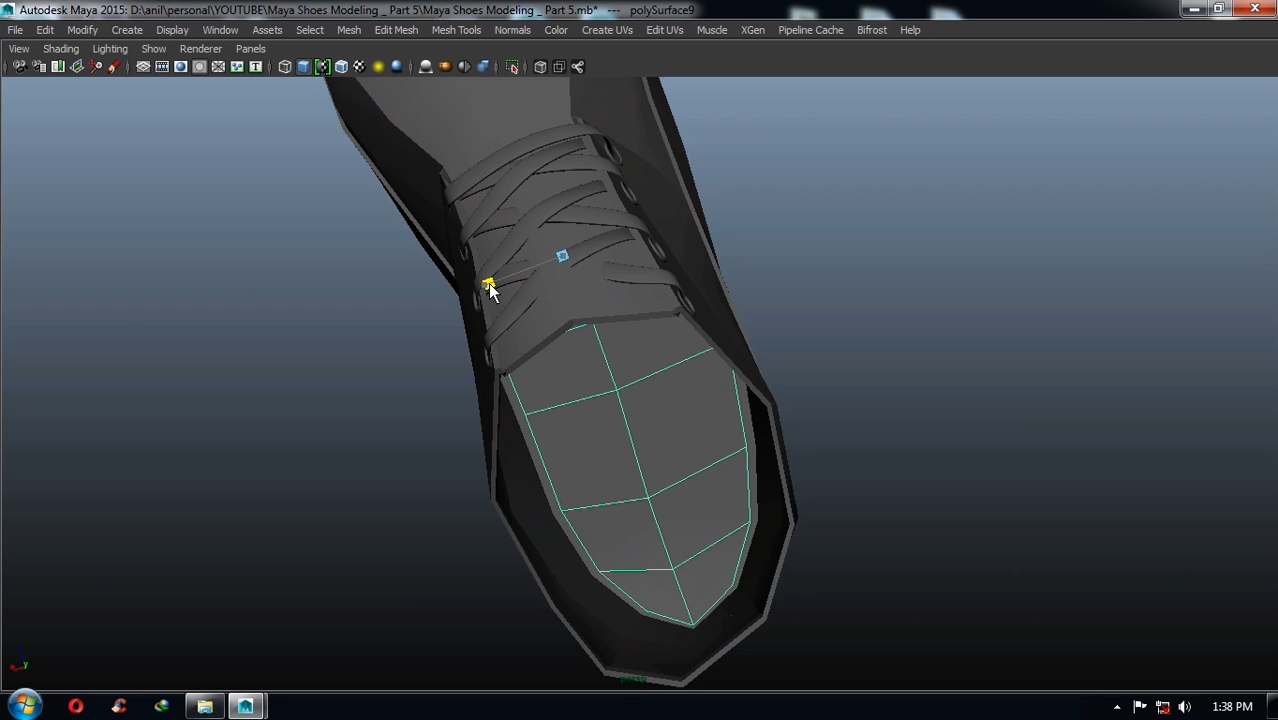 Autodesk Maya 2015: D:\anil\personal\YOUTUBE\Maya Shoes Modeling _ Part 5\Maya Shoes Modeling _ Part 5.mb* --- polySurface9
File Edit Modify Create Display Window Assets Select Mesh Edit Mesh Mesh Tools Normals Color Create UVs Edit UVs Muscle XGen Pipeline Cache Bifrost Help
View Shading Lighting Show Renderer Panels
persp
1:38 PM